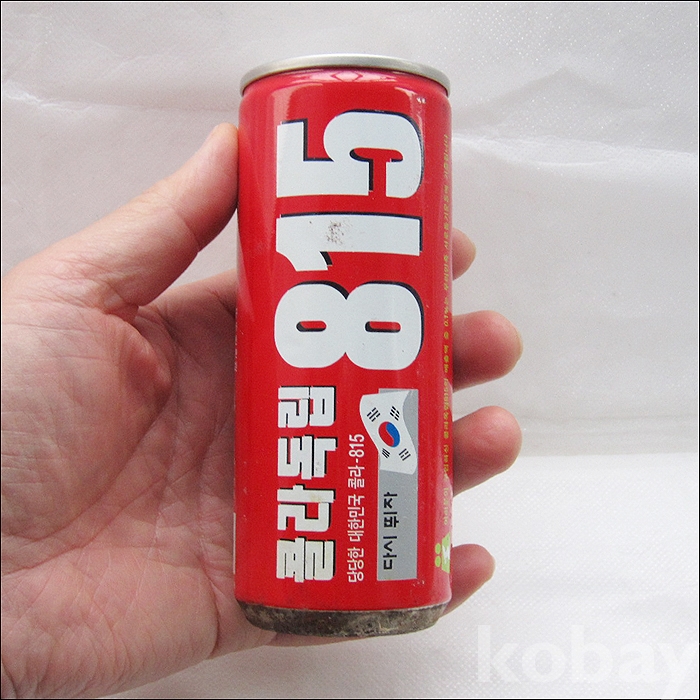 콜라독립 815
당당한 대한민국 콜라-815
다시 뛰자
kobay